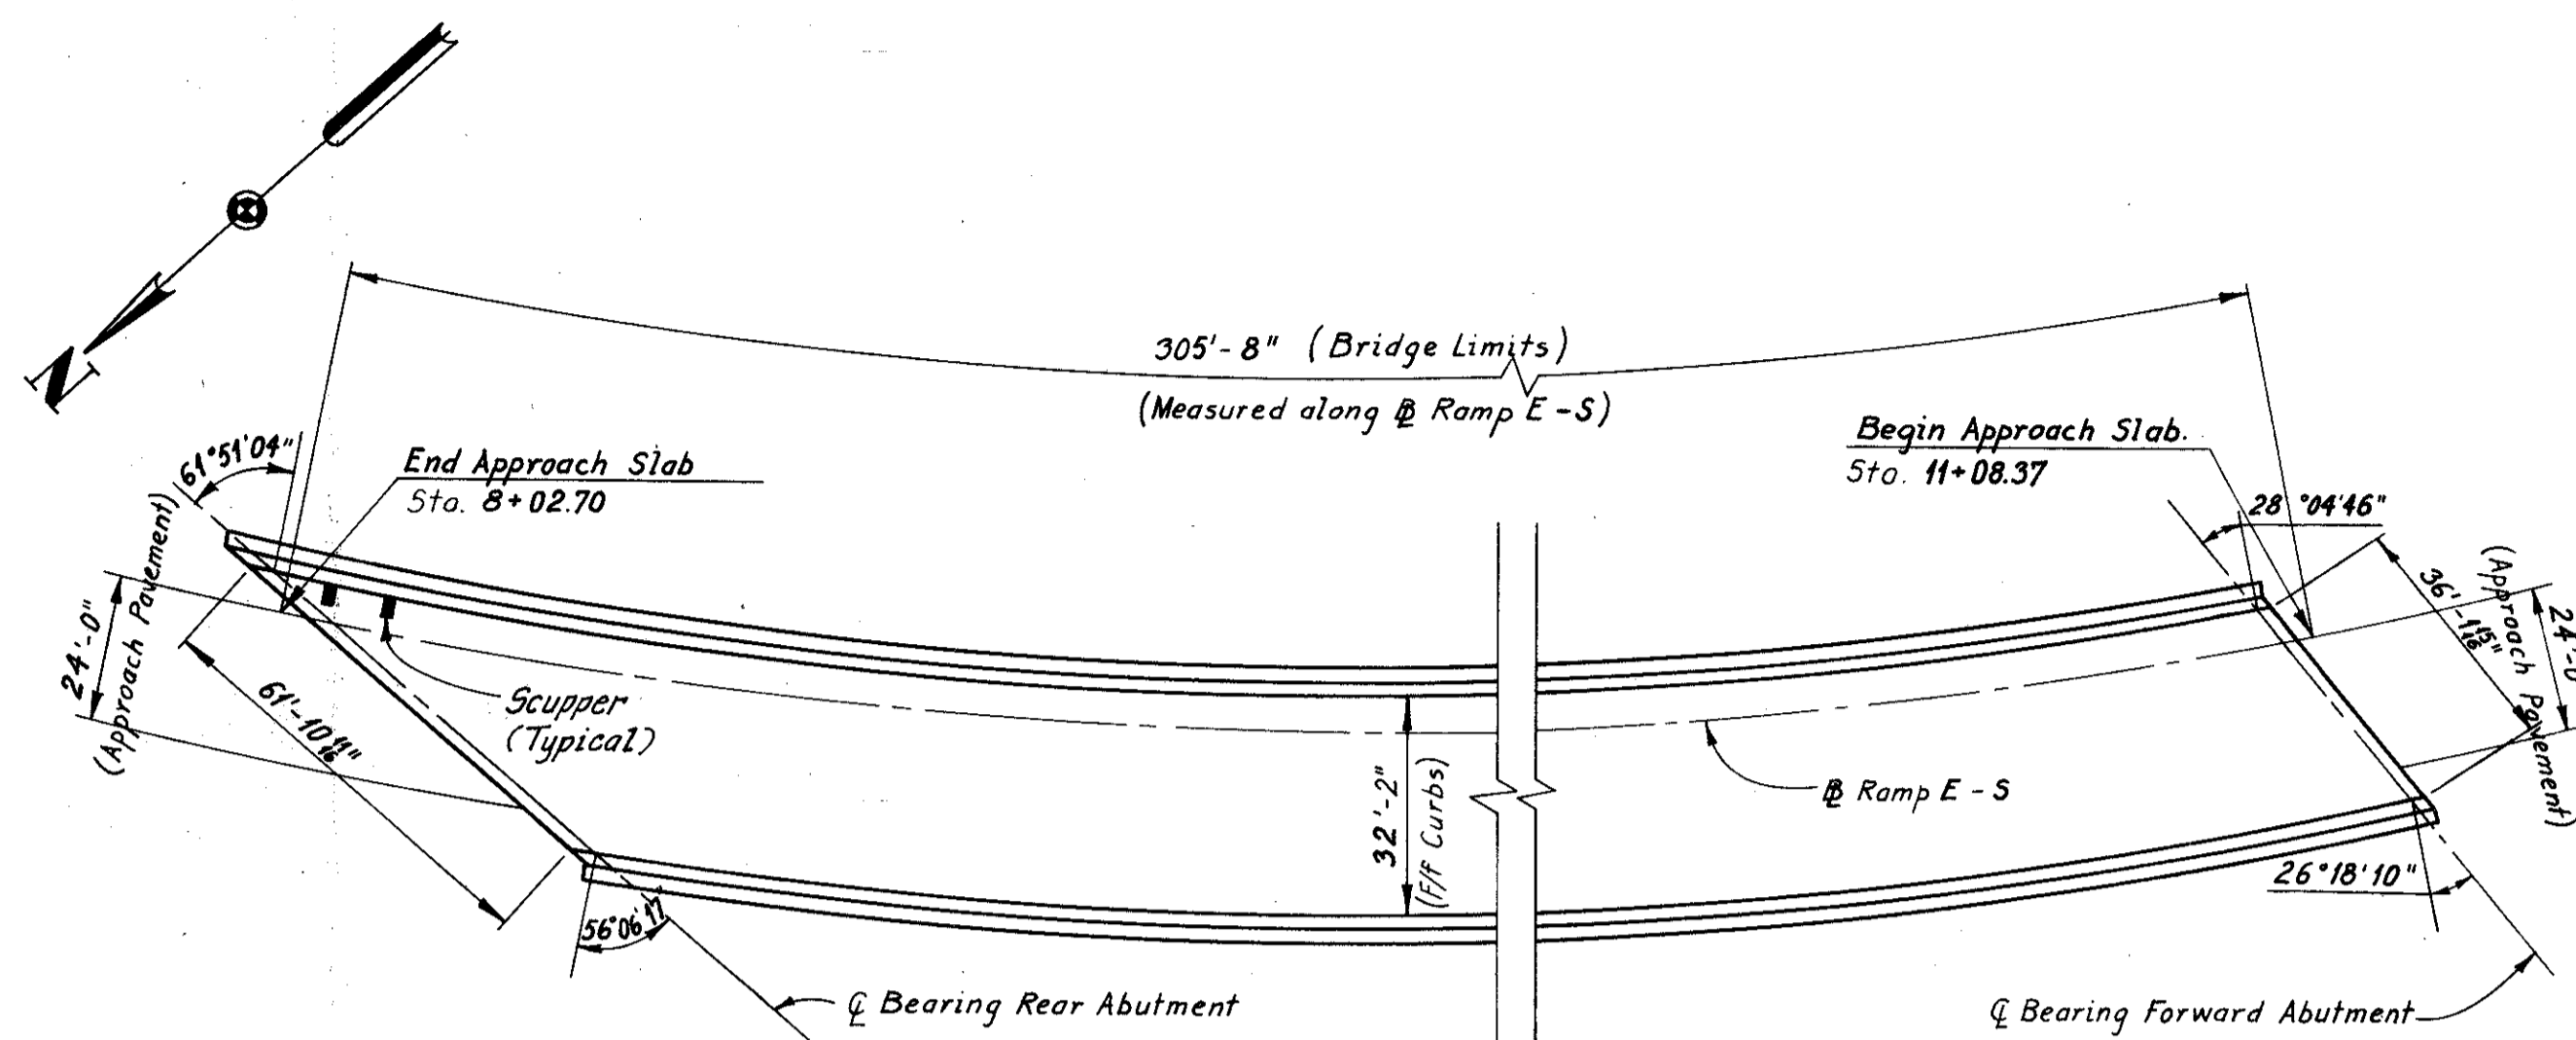 N
305'-8" (Bridge Limits)
(Measured along ⅊ Ramp E-S)
61°51'04"
End Approach Slab
Sta. 8+02.70
Begin Approach Slab.
Sta. 11+08.37
28°04'46"
24'-0"
(Approach Pavement)
36'-1 15/16"
(Approach Pavement)
24'-0"
61'-10 11/16"
Scupper
(Typical)
32'-2"
(F/f Curbs)
⅊ Ramp E-S
56°06'17"
26°18'10"
℄ Bearing Rear Abutment
℄ Bearing Forward Abutment